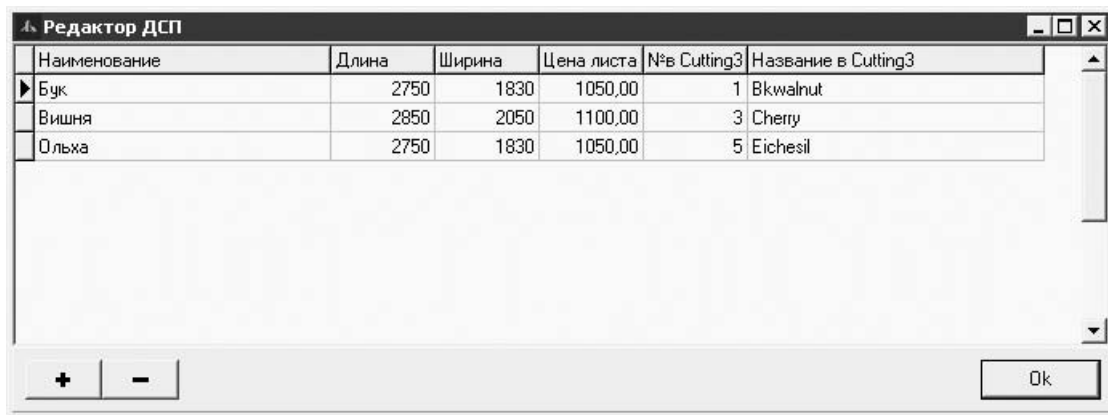 Редактор ДСП
Наименование Длина Ширина Цена листа №в Cutting3 Название в Cutting3
Бук 2750 1830 1050,00 1 Bkwalnut
Вишня 2850 2050 1100,00 3 Cherry
Ольха 2750 1830 1050,00 5 Eichesil
+ − Ok